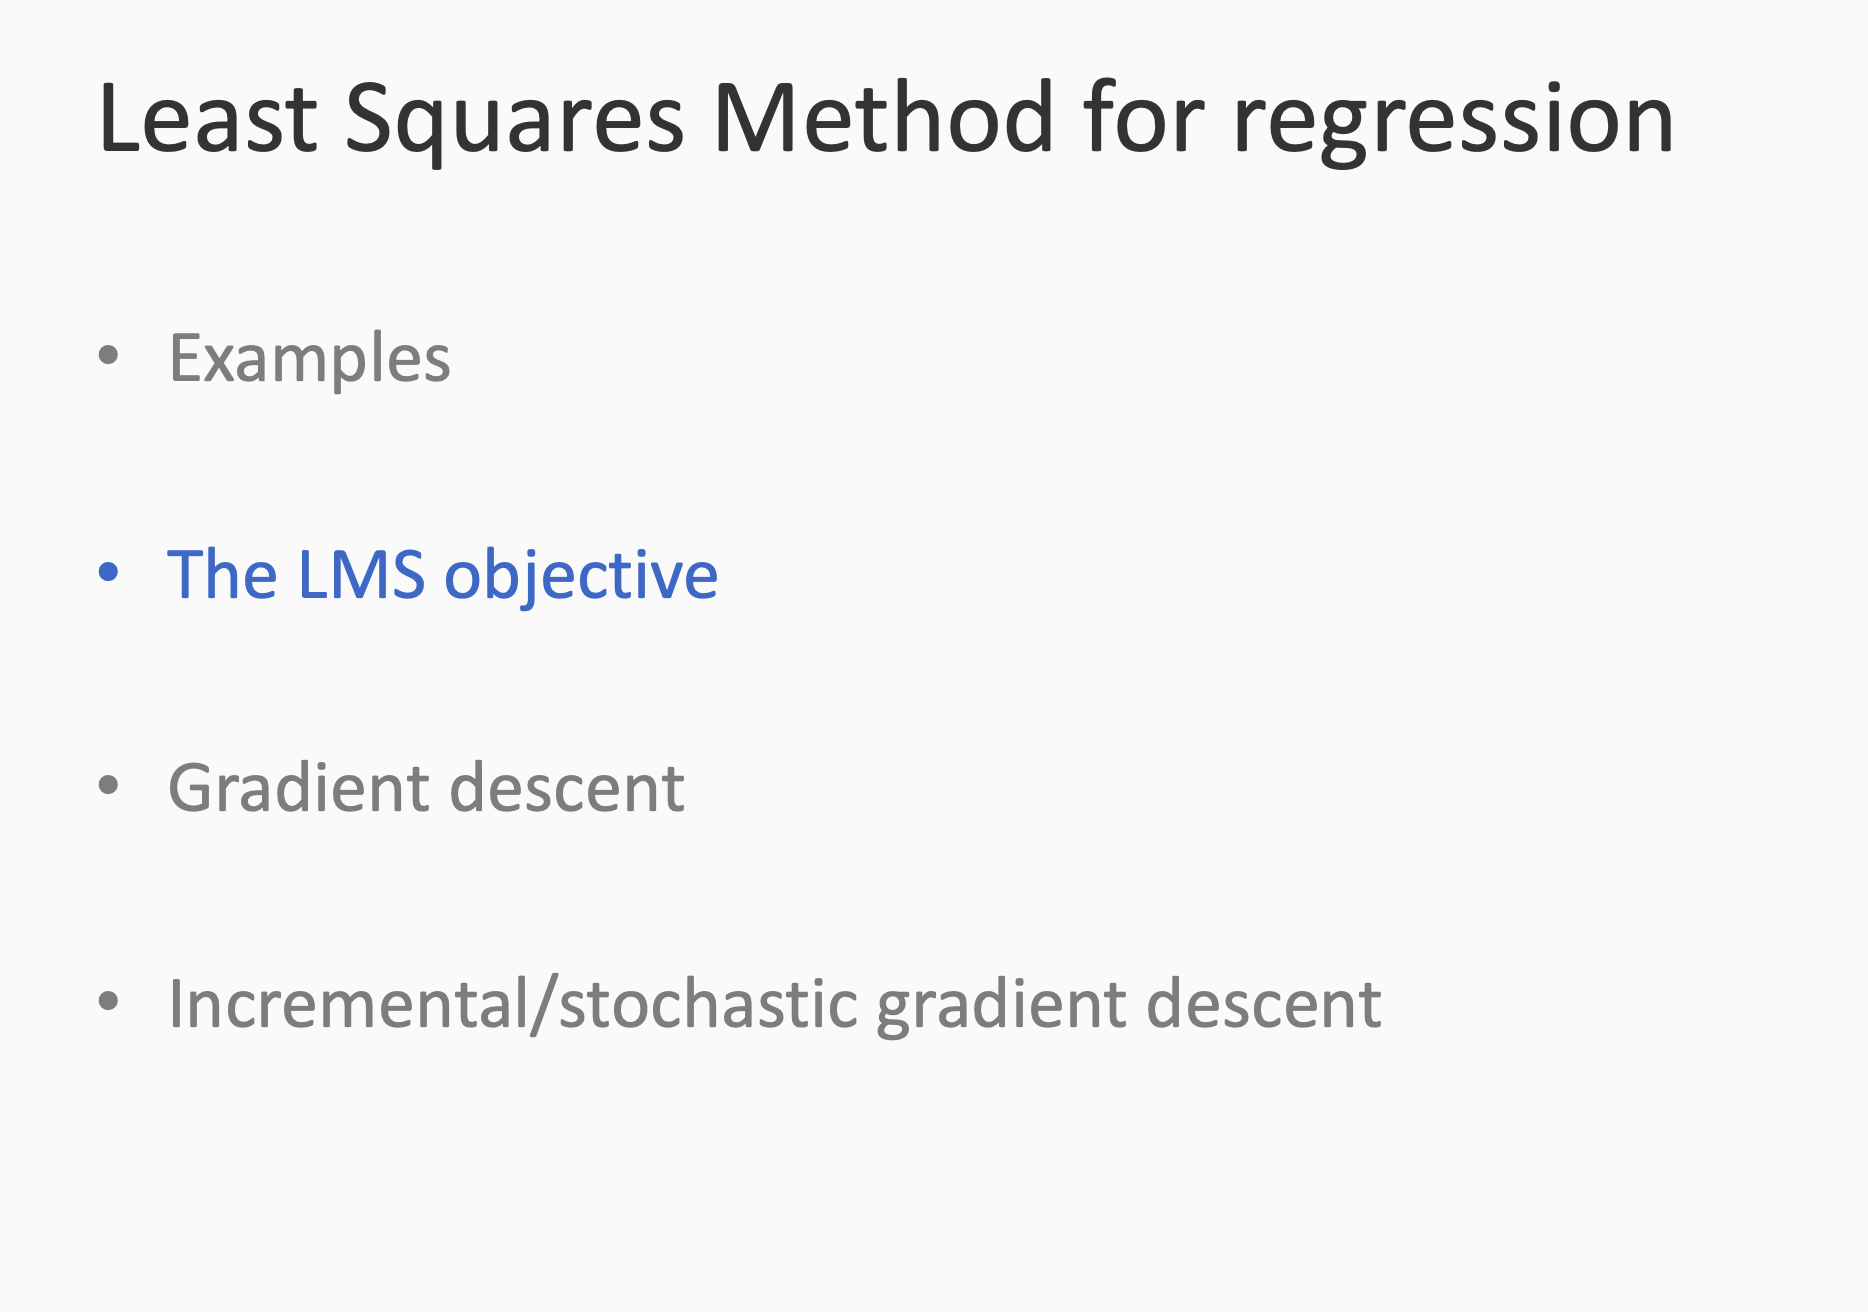 Least Squares Method for regression
• Examples
• The LMS objective
• Gradient descent
• Incremental/stochastic gradient descent